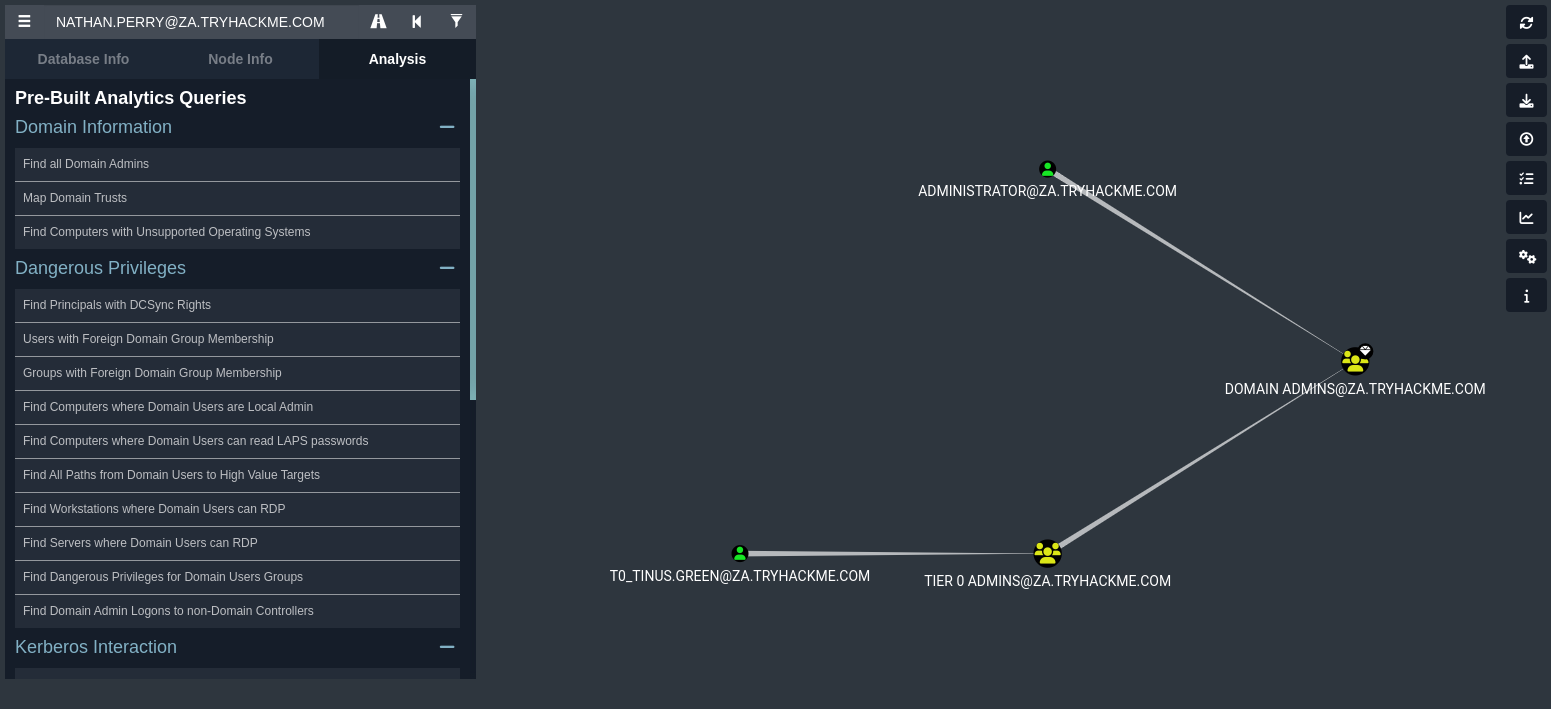 NATHAN.PERRY@ZA.TRYHACKME.COM
Database Info
Node Info
Analysis
Pre-Built Analytics Queries
Domain Information
Find all Domain Admins
Map Domain Trusts
Find Computers with Unsupported Operating Systems
Dangerous Privileges
Find Principals with DCSync Rights
Users with Foreign Domain Group Membership
Groups with Foreign Domain Group Membership
Find Computers where Domain Users are Local Admin
Find Computers where Domain Users can read LAPS passwords
Find All Paths from Domain Users to High Value Targets
Find Workstations where Domain Users can RDP
Find Servers where Domain Users can RDP
Find Dangerous Privileges for Domain Users Groups
Find Domain Admin Logons to non-Domain Controllers
Kerberos Interaction
ADMINISTRATOR@ZA.TRYHACKME.COM
DOMAIN ADMINS@ZA.TRYHACKME.COM
T0_TINUS.GREEN@ZA.TRYHACKME.COM
TIER 0 ADMINS@ZA.TRYHACKME.COM